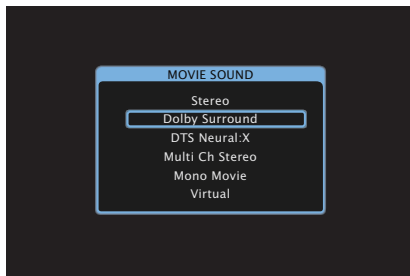 MOVIE SOUND
Stereo
Dolby Surround
DTS Neural:X
Multi Ch Stereo
Mono Movie
Virtual